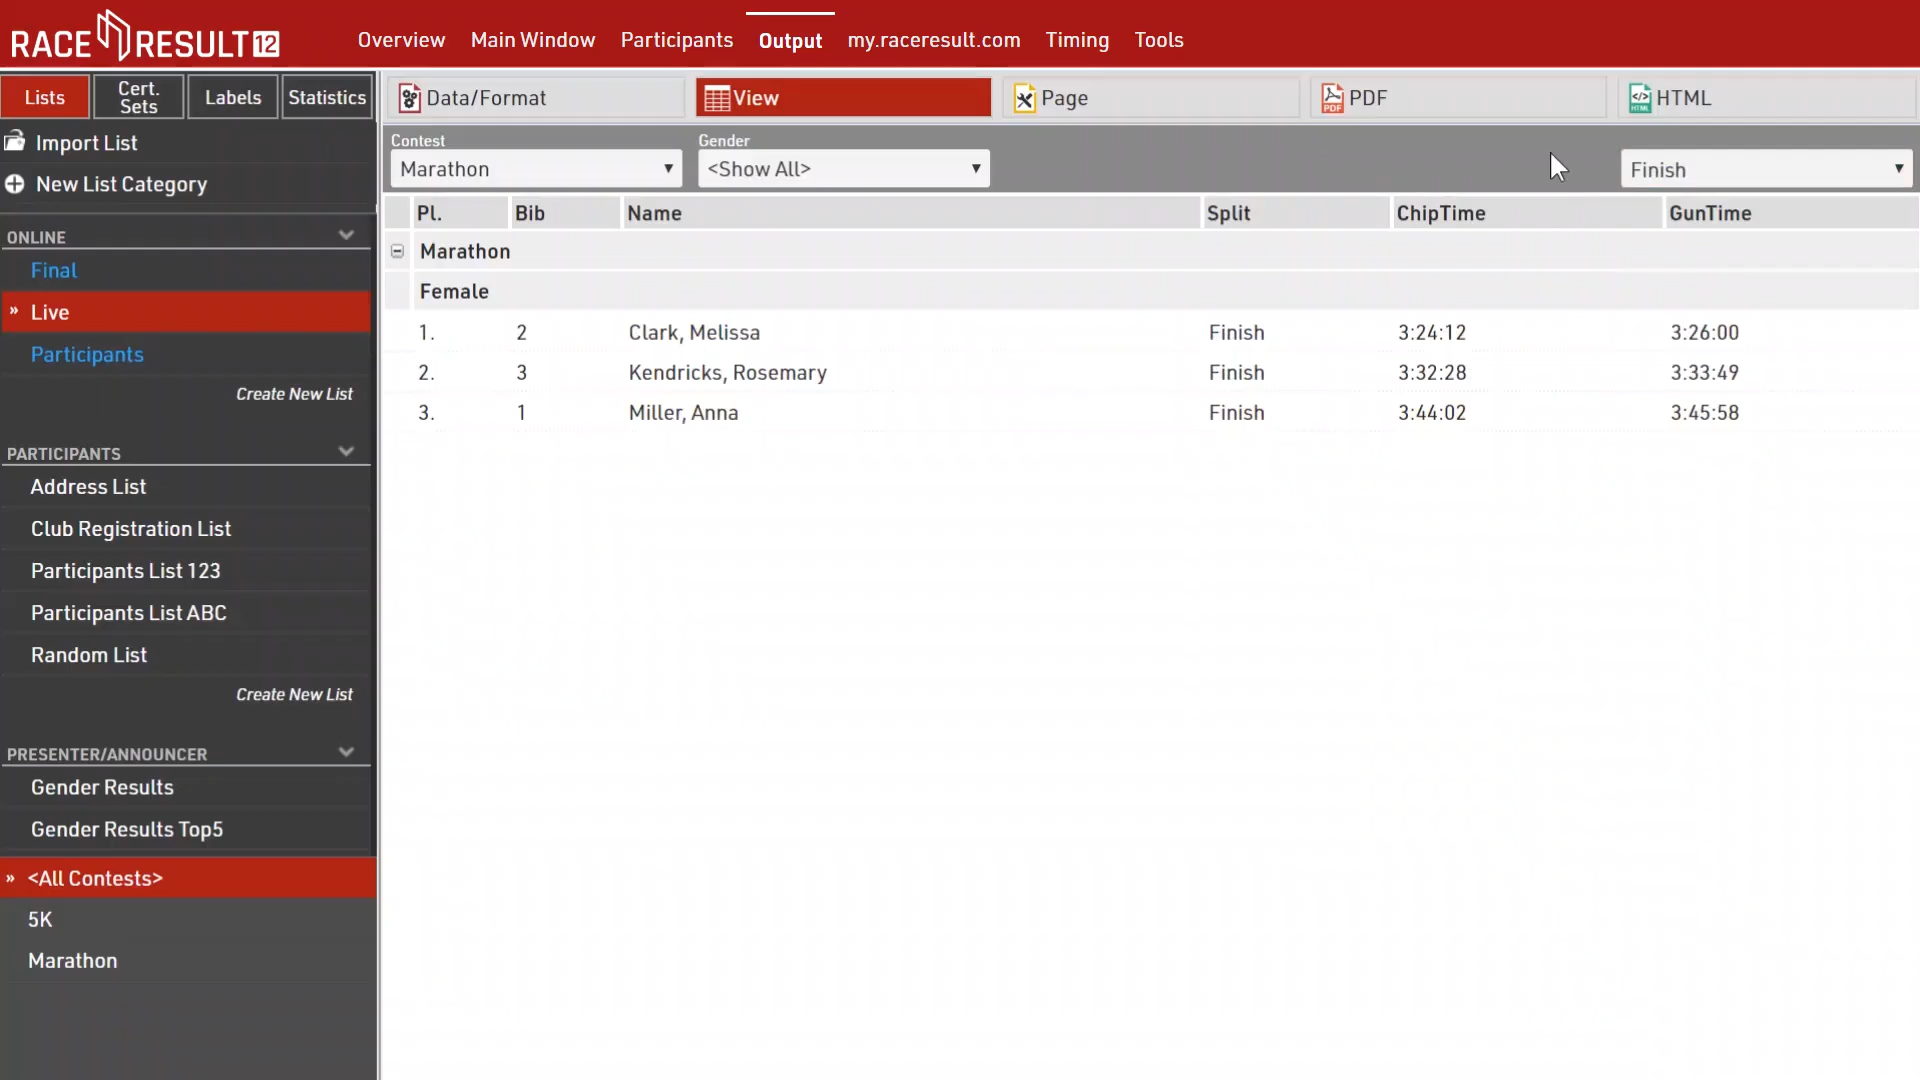 RACE RESULT 12
Overview Main Window Participants Output my.raceresult.com Timing Tools
Lists Cert. Sets Labels Statistics
Data/Format View Page PDF HTML
Import List
New List Category
Contest Gender
Marathon <Show All> Finish
ONLINE
Final
» Live
Participants
Create New List
PARTICIPANTS
Address List
Club Registration List
Participants List 123
Participants List ABC
Random List
Create New List
PRESENTER/ANNOUNCER
Gender Results
Gender Results Top5
» <All Contests>
5K
Marathon
Pl. Bib Name Split ChipTime GunTime
Marathon
Female
1. 2 Clark, Melissa Finish 3:24:12 3:26:00
2. 3 Kendricks, Rosemary Finish 3:32:28 3:33:49
3. 1 Miller, Anna Finish 3:44:02 3:45:58